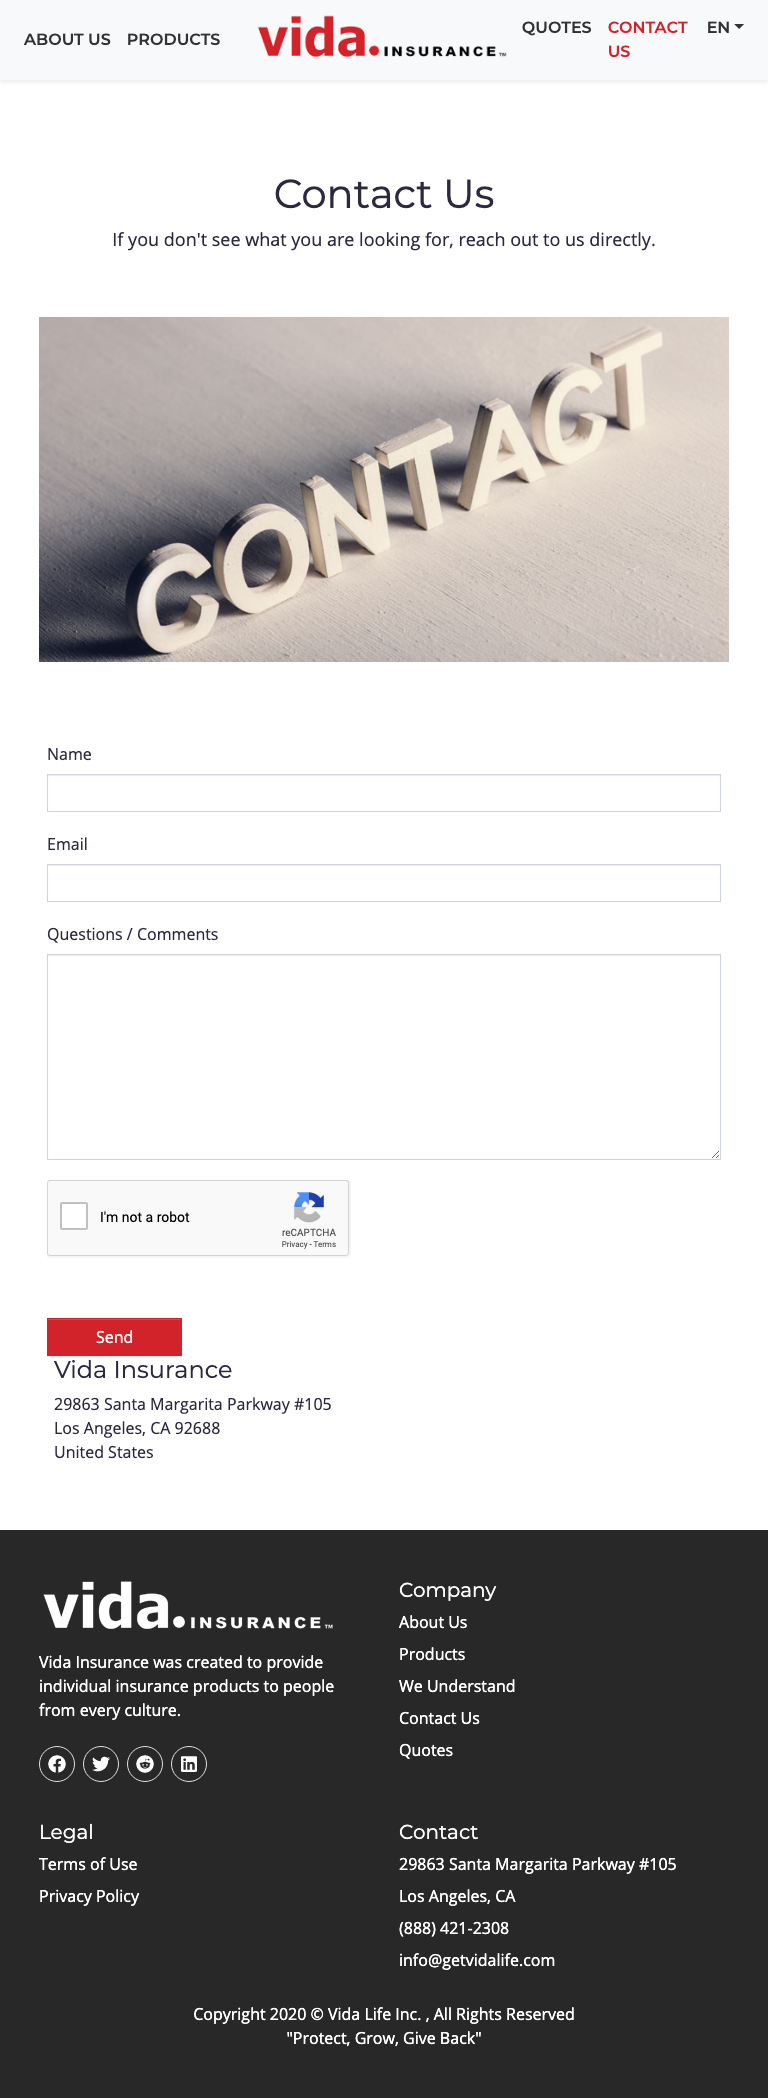 ABOUT US
PRODUCTS
vida. INSURANCE™
QUOTES
CONTACT
US
EN
Contact Us
If you don't see what you are looking for, reach out to us directly.
CONTACT
Name
Email
Questions / Comments
I'm not a robot
reCAPTCHA
Privacy - Terms
Send
Vida Insurance
29863 Santa Margarita Parkway #105
Los Angeles, CA 92688
United States
vida. INSURANCE™
Vida Insurance was created to provide
individual insurance products to people
from every culture.
Company
About Us
Products
We Understand
Contact Us
Quotes
Legal
Terms of Use
Privacy Policy
Contact
29863 Santa Margarita Parkway #105
Los Angeles, CA
(888) 421-2308
info@getvidalife.com
Copyright 2020 © Vida Life Inc. , All Rights Reserved
"Protect, Grow, Give Back"